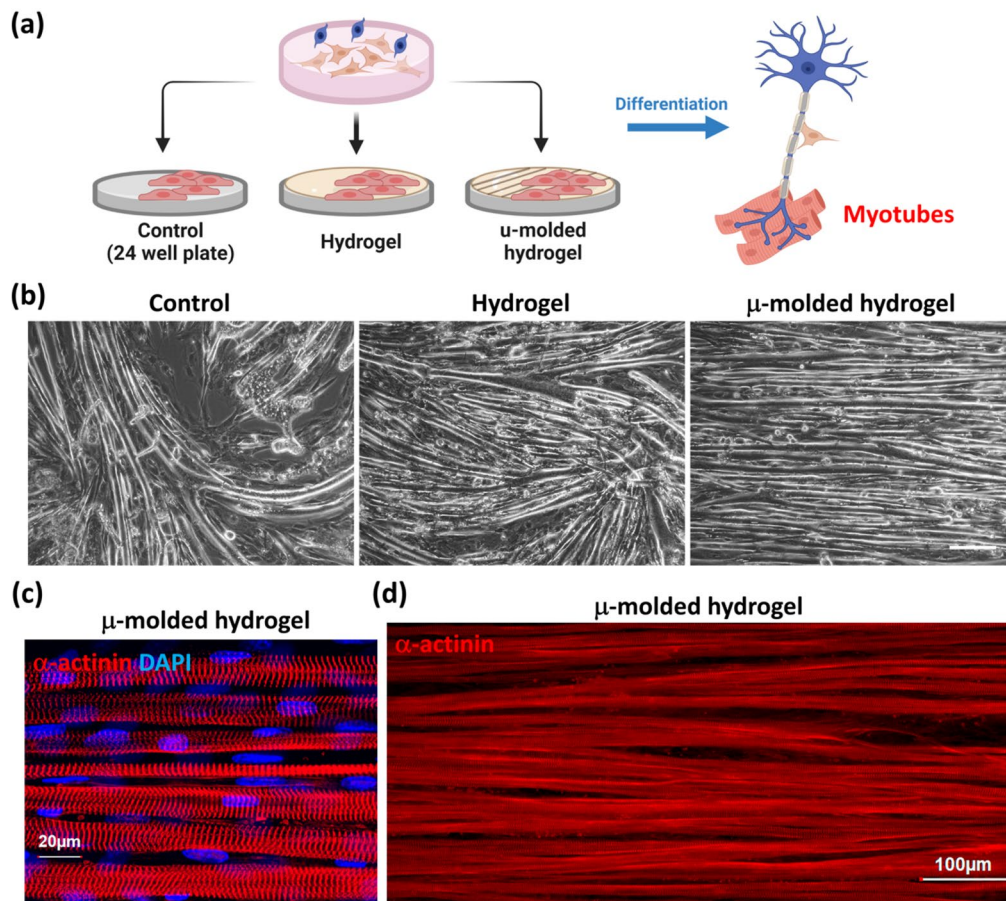 (a)
Differentiation
Myotubes
Control
(24 well plate)
Hydrogel
u-molded
hydrogel
(b)
Control
Hydrogel
μ-molded hydrogel
(c)
μ-molded hydrogel
α-actinin DAPI
20μm
(d)
μ-molded hydrogel
α-actinin
100μm